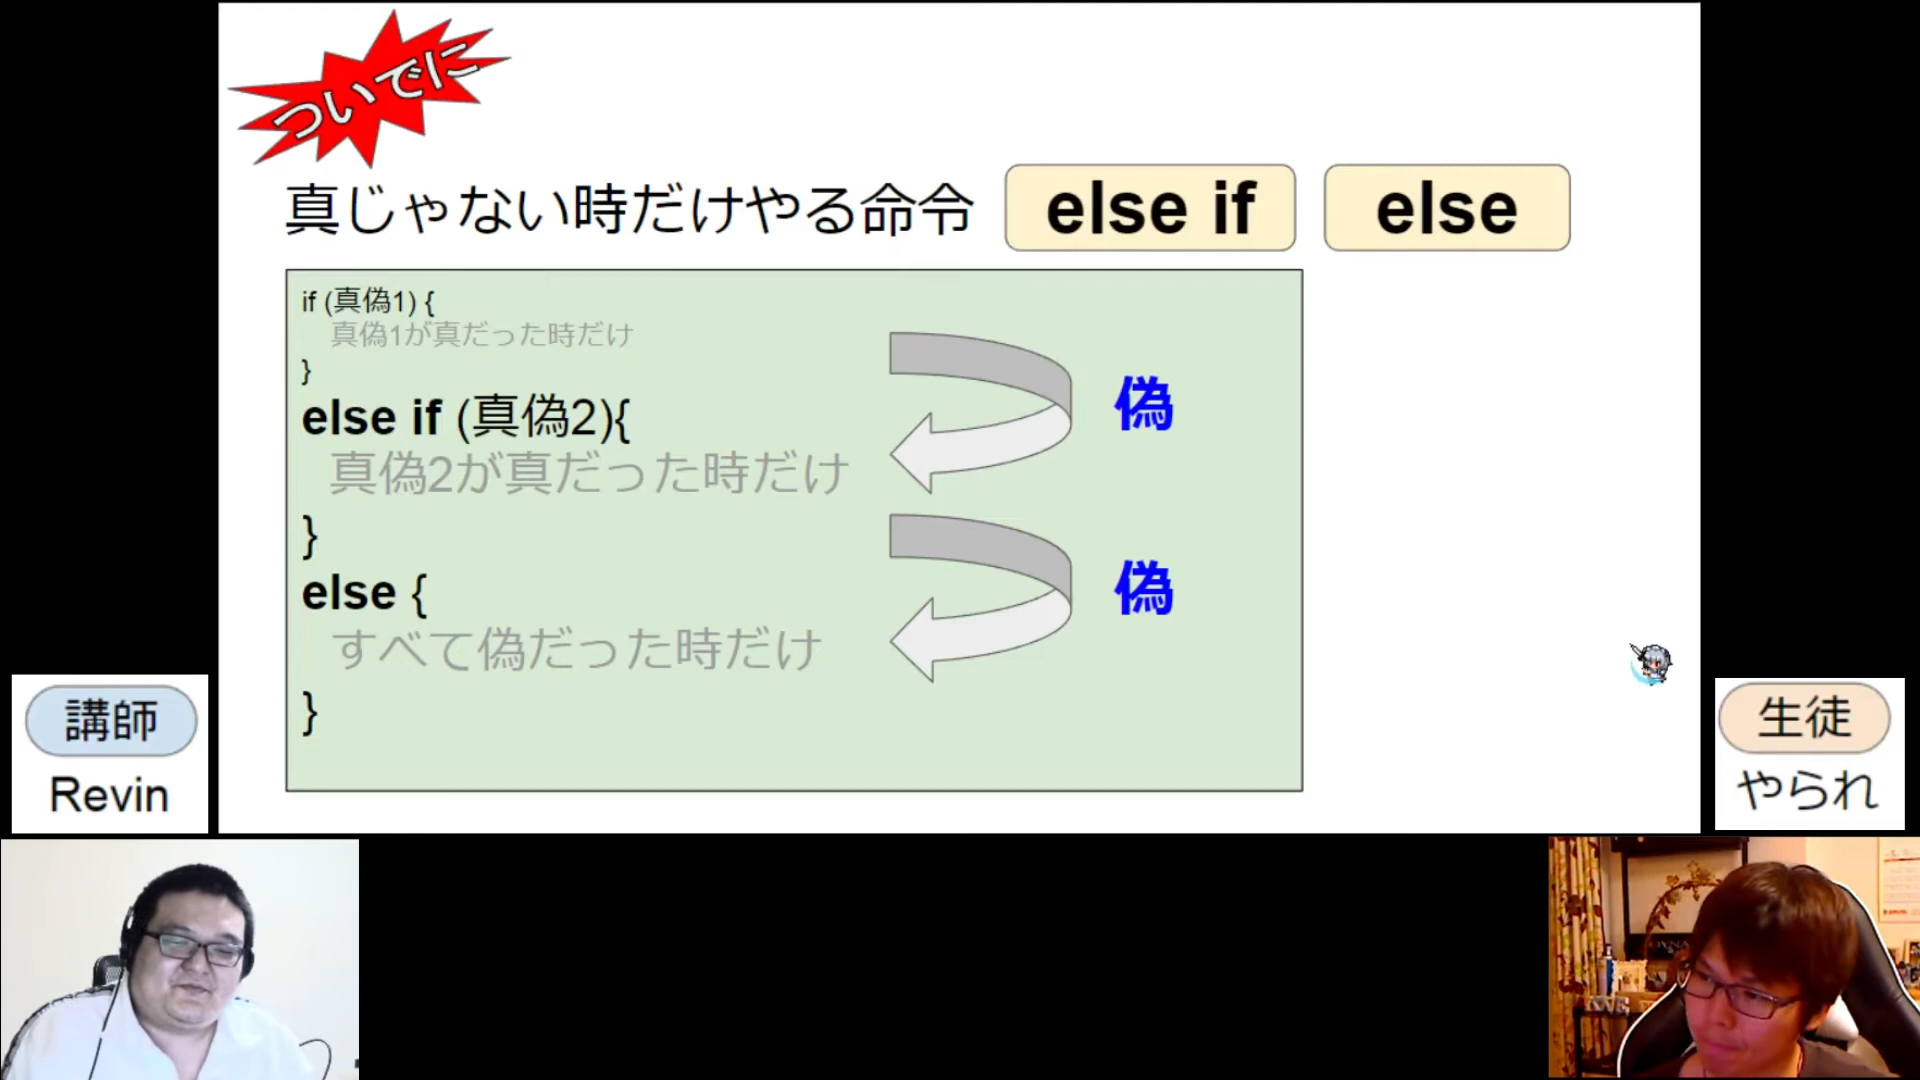 ついでに
真じゃない時だけやる命令 else if else
if (真偽1) {
真偽1が真だった時だけ
}
else if (真偽2){
真偽2が真だった時だけ
}
else {
すべて偽だった時だけ
}
偽
偽
講師
Revin
生徒
やられ